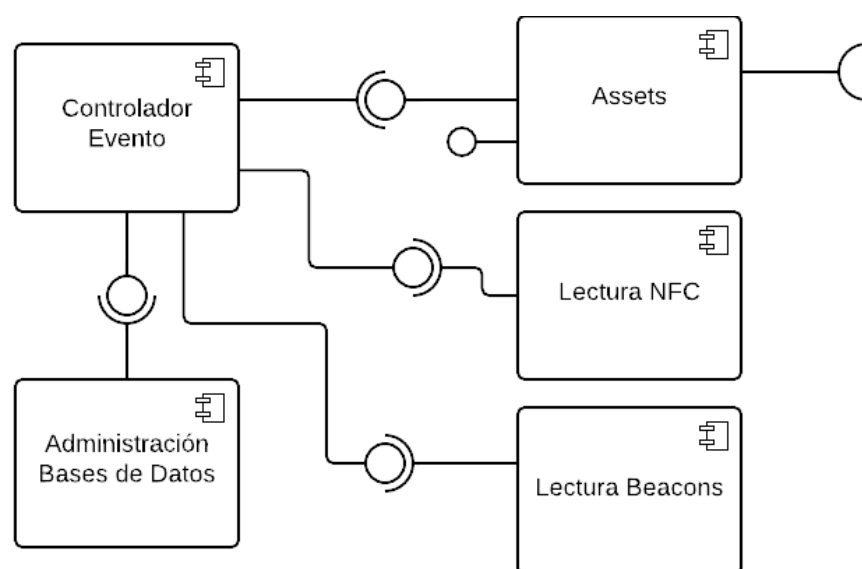 Controlador
Evento
Assets
Lectura NFC
Administración
Bases de Datos
Lectura Beacons